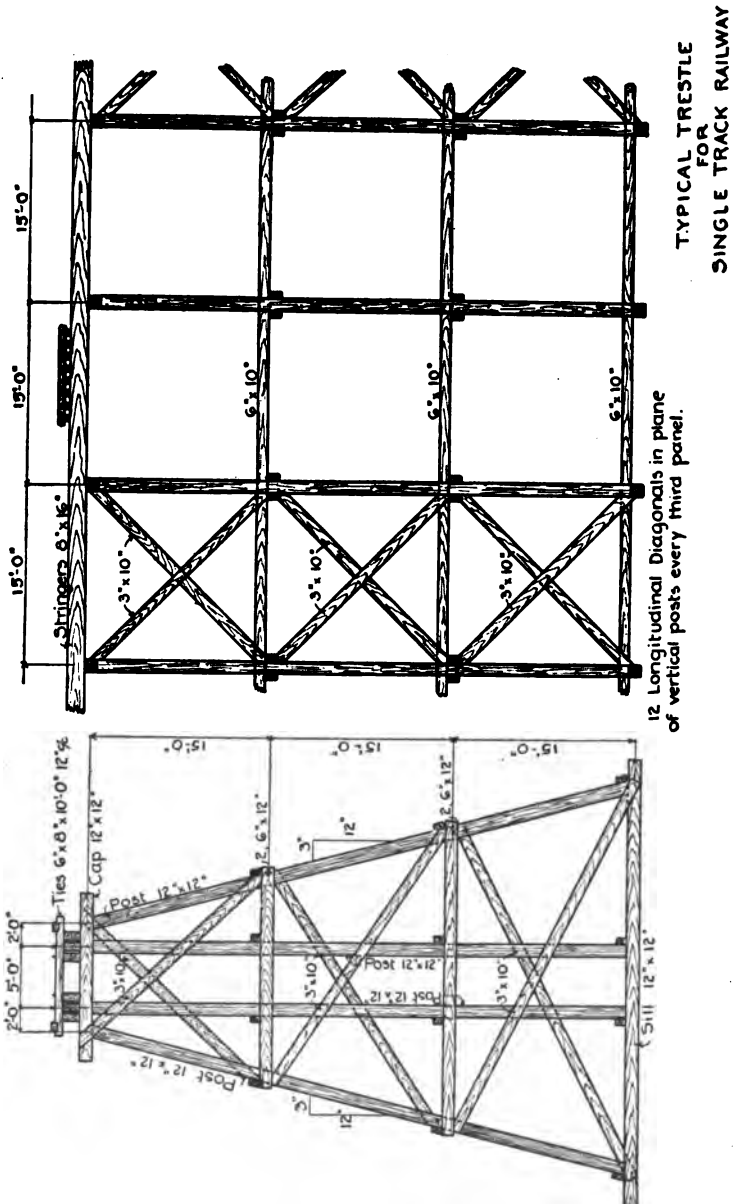 TYPICAL TRESTLE
FOR
SINGLE TRACK RAILWAY
15'-0"
15'-0"
15'-0"
Stringers 8"x16"
3"x10"
3"x10"
3"x10"
6"x10"
6"x10"
6"x10"
12 Longitudinal Diagonals in plane
of vertical posts every third panel.
2'-0" 5'-0" 2'-0"
Ties 6"x8"x10'-0" 12"%
Cap 12"x12"
Post 12"x12"
3"x10"
Post 12"x12"
15'-0"
15'-0"
15'-0"
2, 6"x12"
2, 6"x12"
3"
12"
3"
12"
3"x10"
Post 12"x12"
Post 12"x12"
3"x10"
Sill 12"x12"